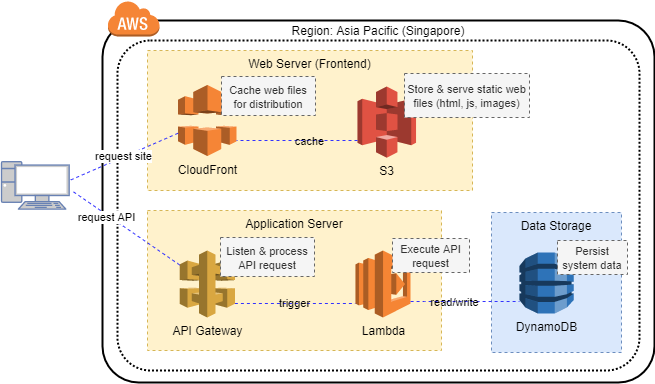 AWS
Region: Asia Pacific (Singapore)
Web Server (Frontend)
Cache web files
for distribution
Store & serve static web
files (html, js, images)
request site
cache
CloudFront
S3
request API
Application Server
Data Storage
Listen & process
API request
Execute API
request
Persist
system data
trigger
read/write
API Gateway
Lambda
DynamoDB